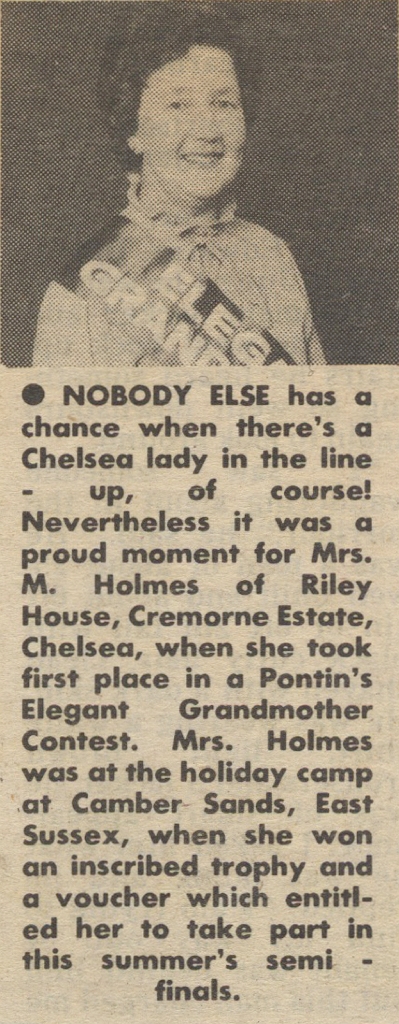 ELEG
GRAND
● NOBODY ELSE has a
chance when there's a
Chelsea lady in the line
- up, of course!
Nevertheless it was a
proud moment for Mrs.
M. Holmes of Riley
House, Cremorne Estate,
Chelsea, when she took
first place in a Pontin's
Elegant Grandmother
Contest. Mrs. Holmes
was at the holiday camp
at Camber Sands, East
Sussex, when she won
an inscribed trophy and
a voucher which entitl-
ed her to take part in
this summer's semi -
finals.